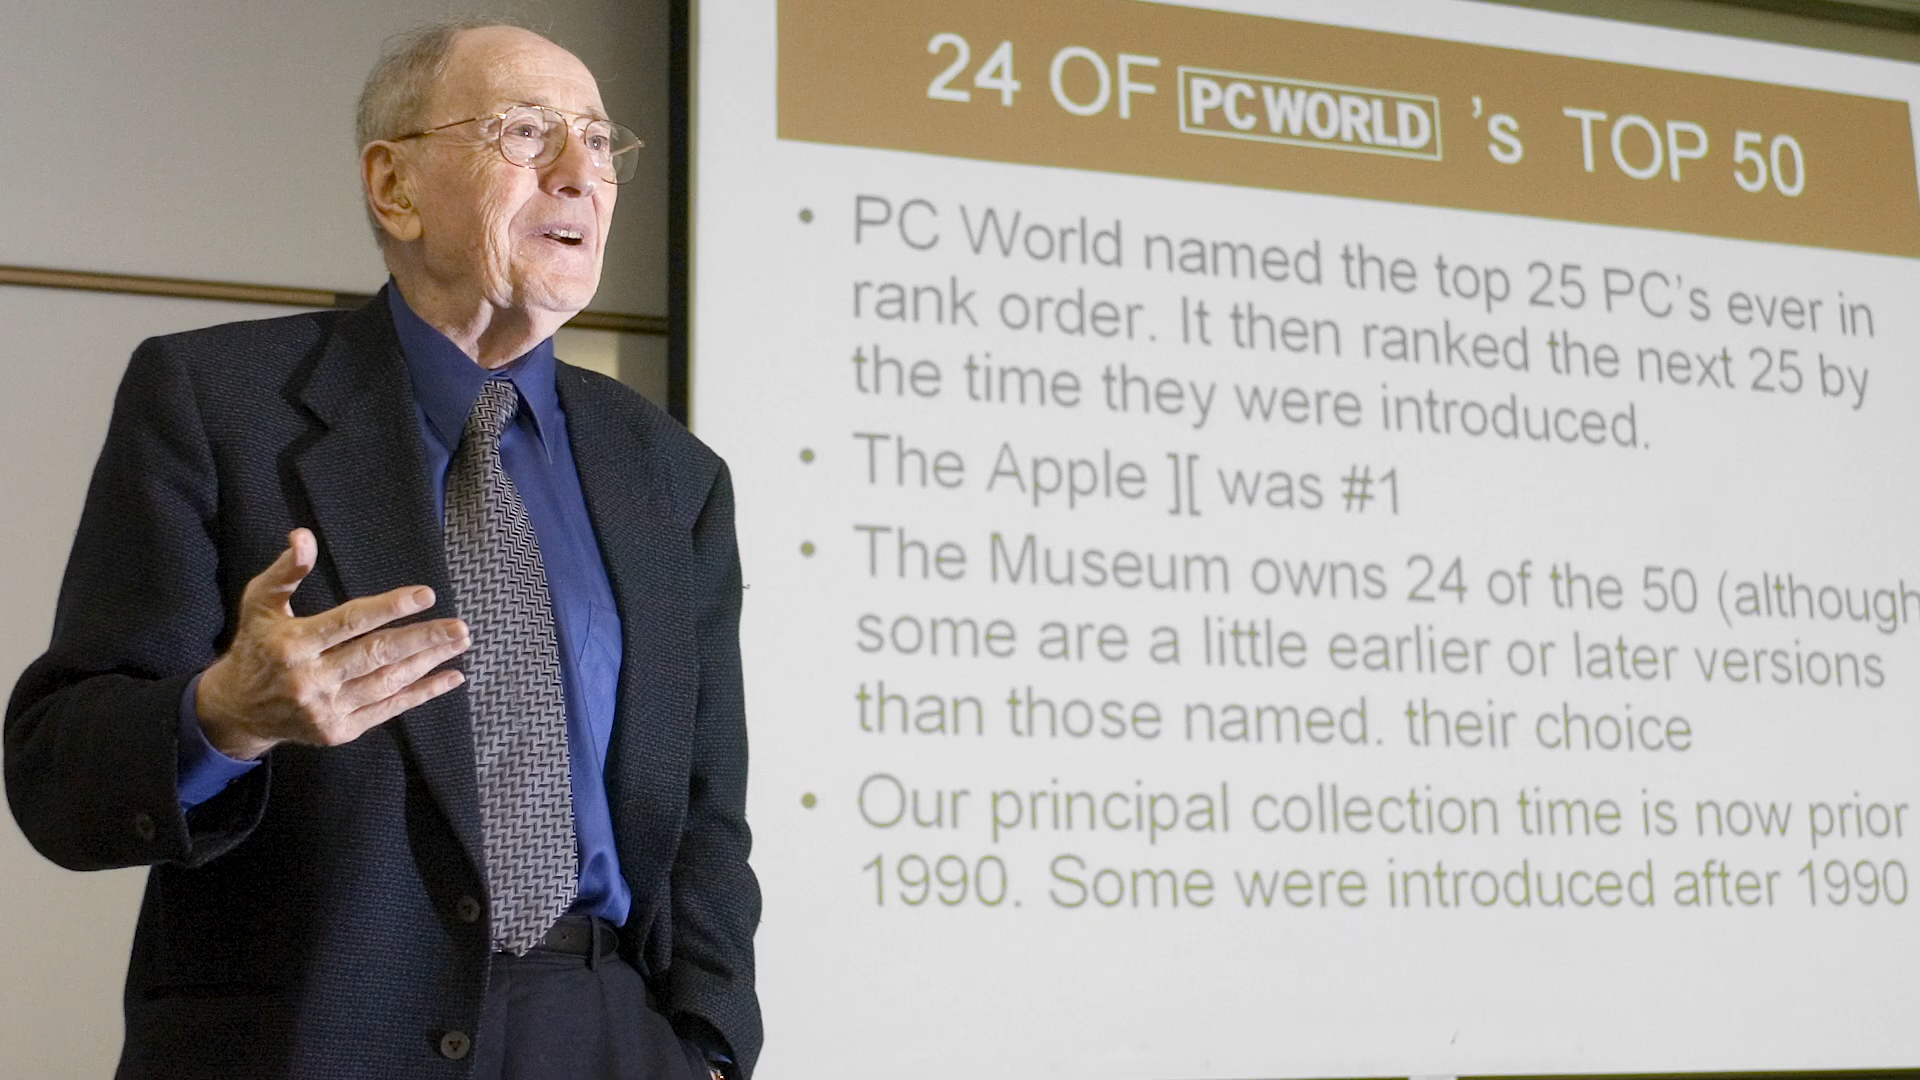 24 OF PC WORLD 's TOP 50
• PC World named the top 25 PC's ever in
rank order. It then ranked the next 25 by
the time they were introduced.
• The Apple ][ was #1
• The Museum owns 24 of the 50 (although
some are a little earlier or later versions
than those named. their choice
• Our principal collection time is now prior
1990. Some were introduced after 1990